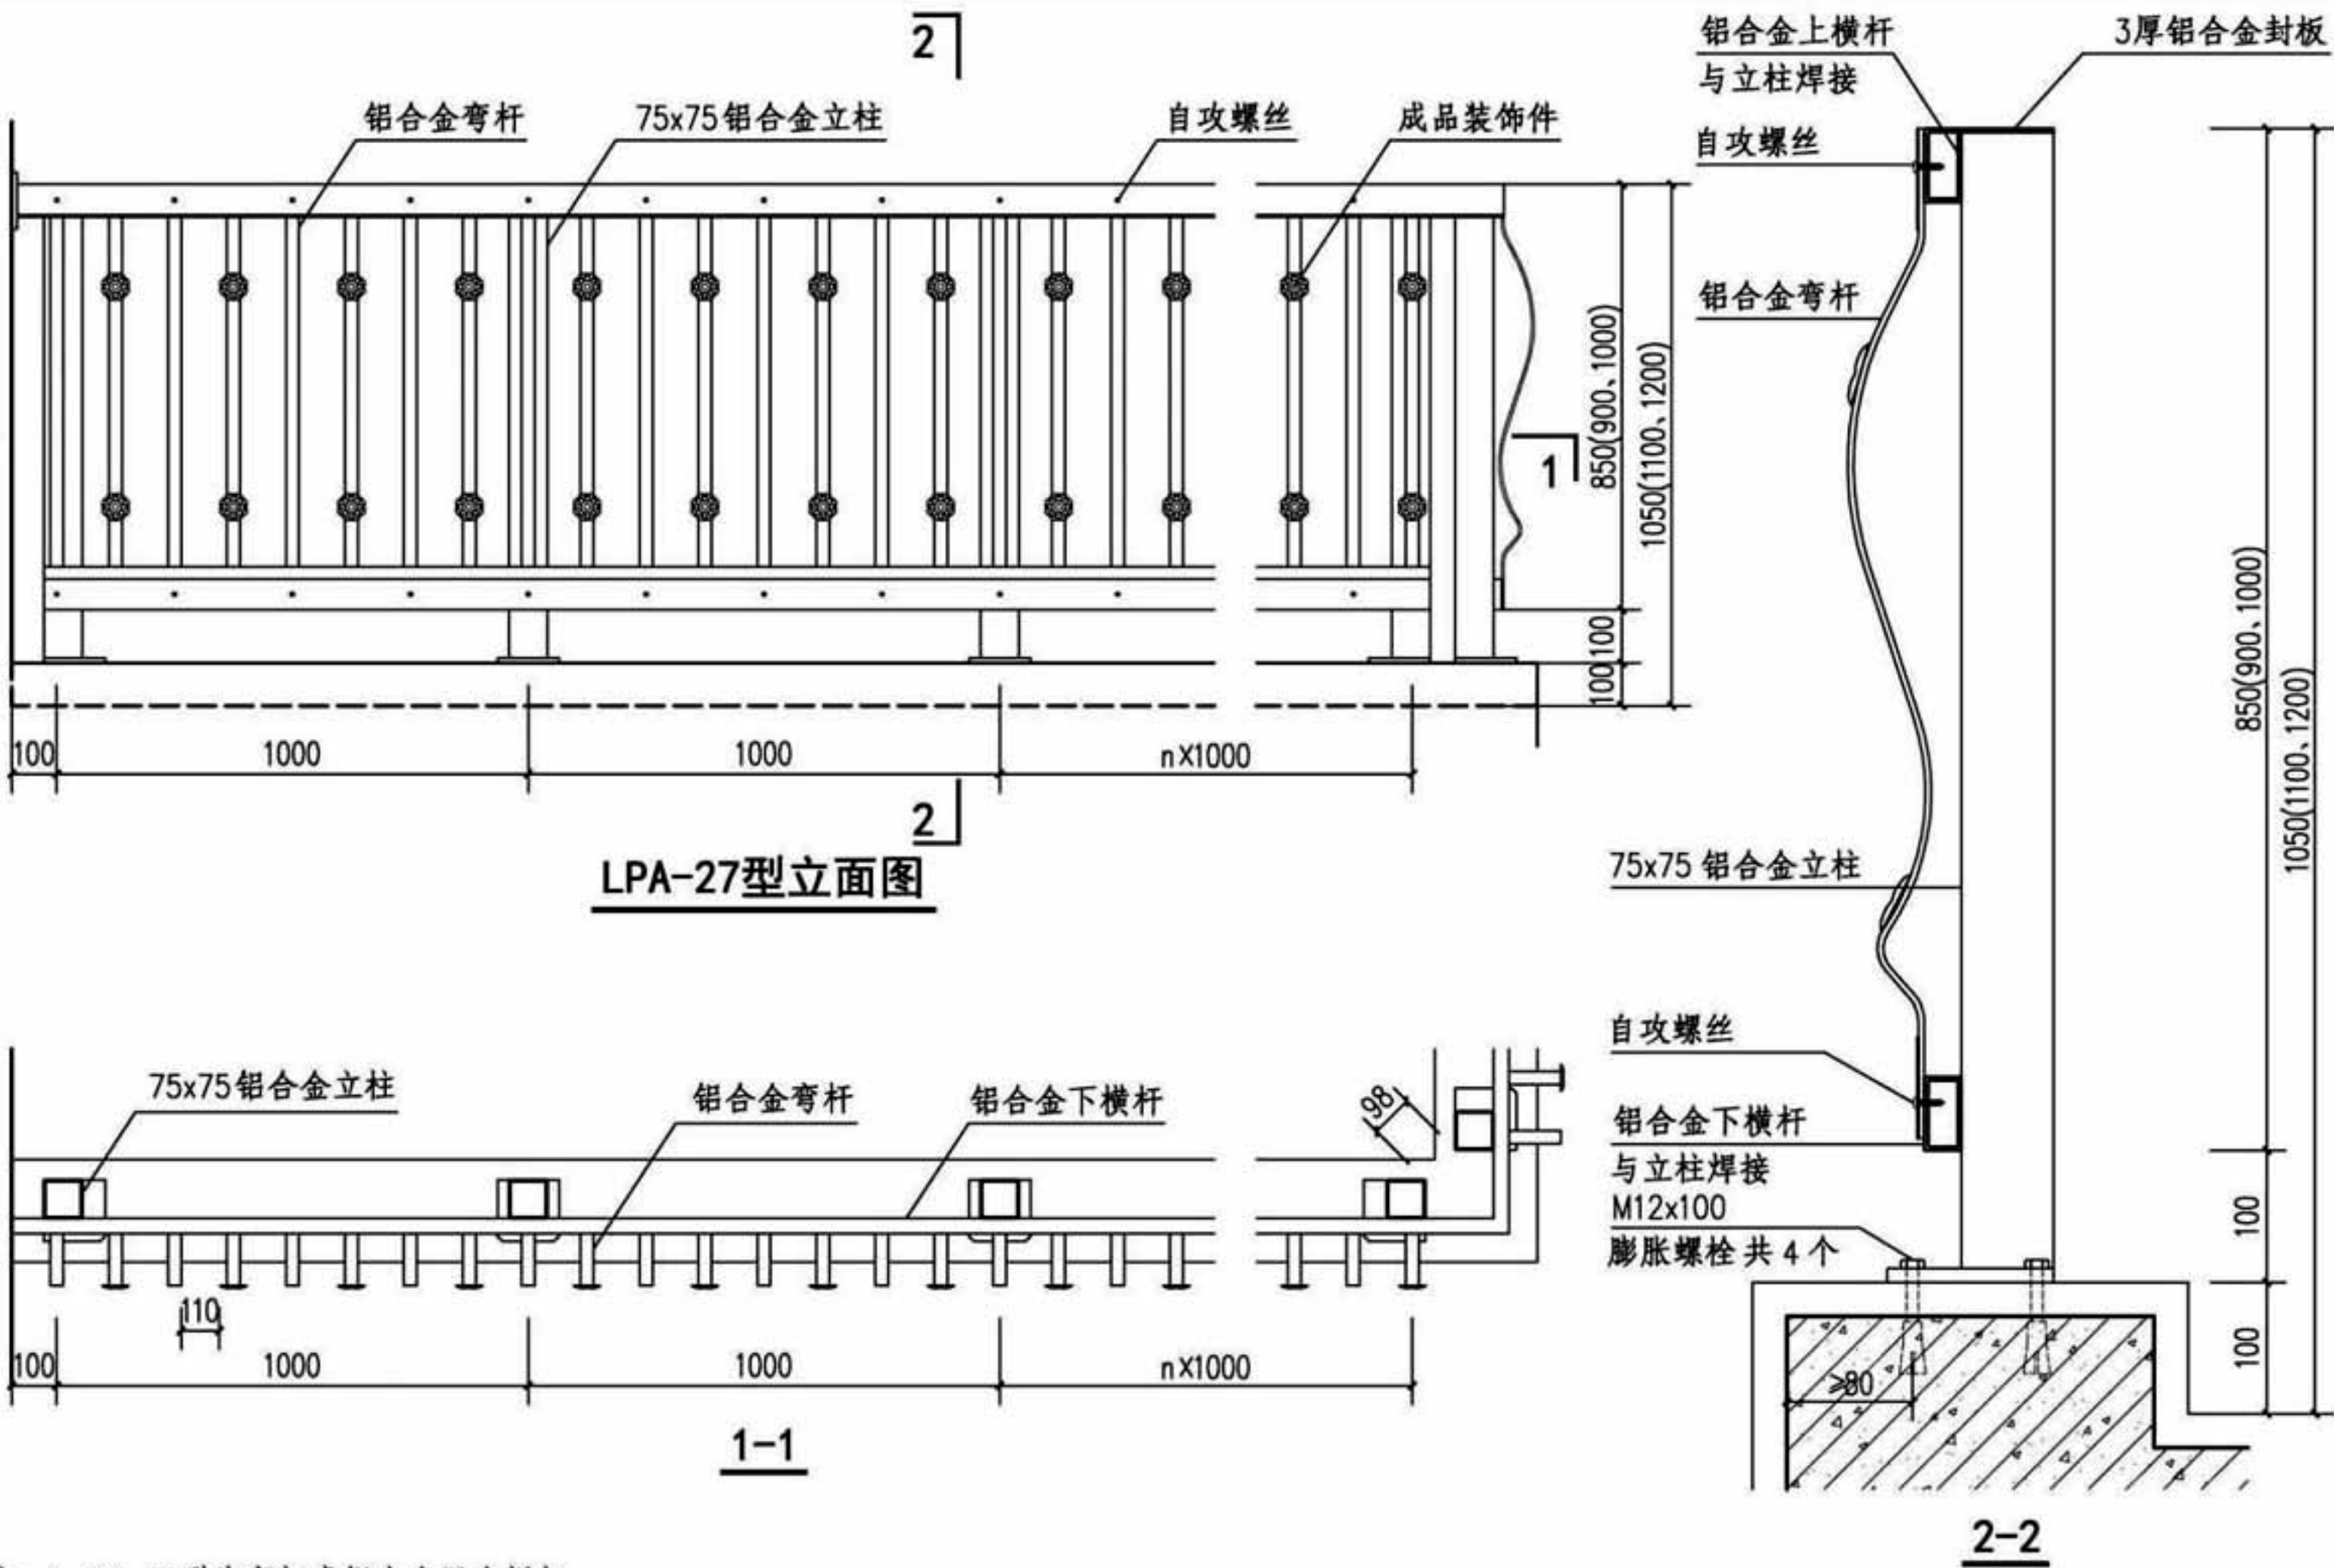 2
铝合金弯杆
75x75铝合金立柱
自攻螺丝
成品装饰件
850(900、1000)
1050(1100、1200)
1
100
100
100
1000
1000
nX1000
2
LPA-27型立面图
75x75铝合金立柱
铝合金弯杆
铝合金下横杆
98
110
100
1000
1000
nX1000
1-1
铝合金上横杆
与立柱焊接
3厚铝合金封板
自攻螺丝
铝合金弯杆
75x75 铝合金立柱
850(900、1000)
1050(1100、1200)
自攻螺丝
铝合金下横杆
与立柱焊接
M12x100
膨胀螺栓共4个
100
100
≥80
2-2